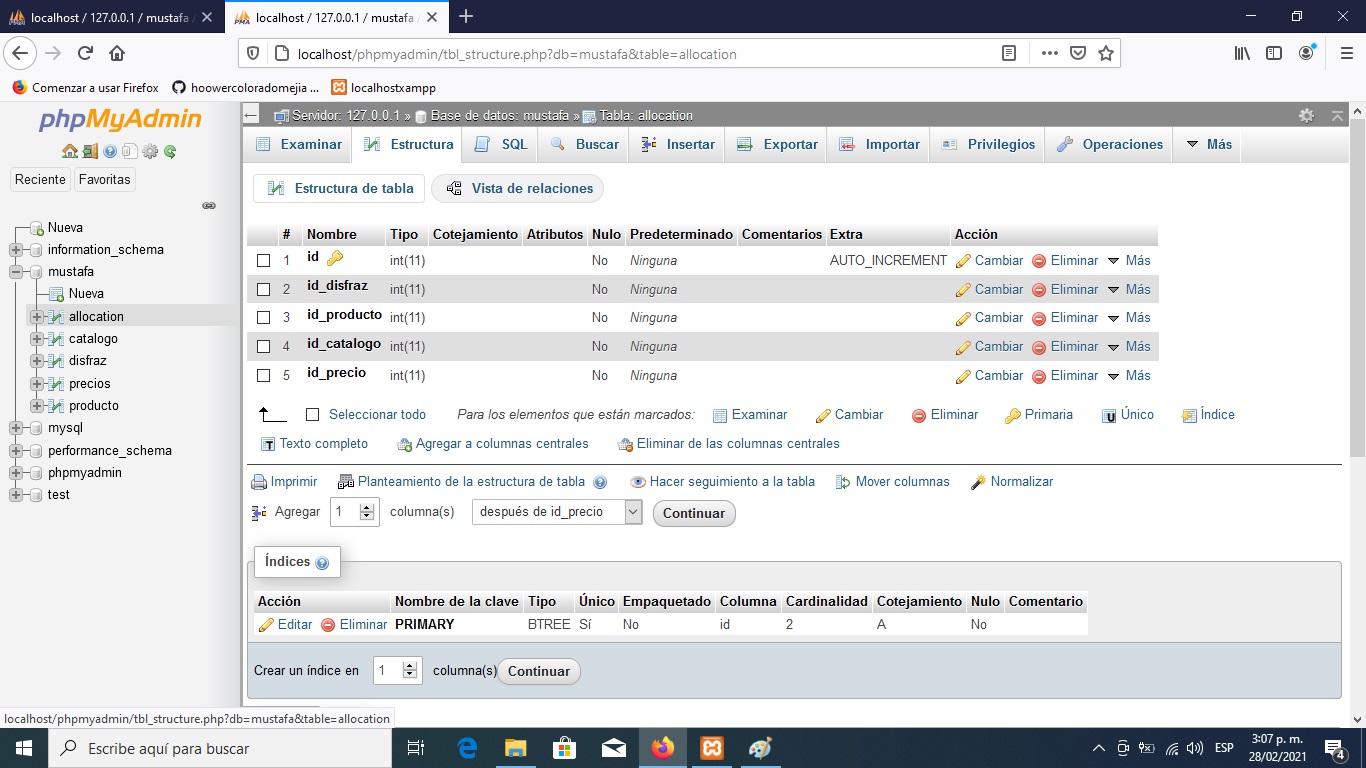 localhost / 127.0.0.1 / mustafa
localhost / 127.0.0.1 / mustafa
localhost/phpmyadmin/tbl_structure.php?db=mustafa&table=allocation
Comenzar a usar Firefox
hoowercoloradomejia ...
localhostxampp
phpMyAdmin
Reciente
Favoritas
Nueva
information_schema
mustafa
Nueva
allocation
catalogo
disfraz
precios
producto
mysql
performance_schema
phpmyadmin
test
Servidor: 127.0.0.1 » Base de datos: mustafa » Tabla: allocation
Examinar Estructura SQL Buscar Insertar Exportar Importar Privilegios Operaciones Más
Estructura de tabla Vista de relaciones
# Nombre Tipo Cotejamiento Atributos Nulo Predeterminado Comentarios Extra Acción
1 id int(11) No Ninguna AUTO_INCREMENT Cambiar Eliminar Más
2 id_disfraz int(11) No Ninguna Cambiar Eliminar Más
3 id_producto int(11) No Ninguna Cambiar Eliminar Más
4 id_catalogo int(11) No Ninguna Cambiar Eliminar Más
5 id_precio int(11) No Ninguna Cambiar Eliminar Más
Seleccionar todo Para los elementos que están marcados: Examinar Cambiar Eliminar Primaria Único Índice
Texto completo Agregar a columnas centrales Eliminar de las columnas centrales
Imprimir Planteamiento de la estructura de tabla Hacer seguimiento a la tabla Mover columnas Normalizar
Agregar 1 columna(s) después de id_precio Continuar
Índices
Acción Nombre de la clave Tipo Único Empaquetado Columna Cardinalidad Cotejamiento Nulo Comentario
Editar Eliminar PRIMARY BTREE Sí No id 2 A No
Crear un índice en 1 columna(s) Continuar
localhost/phpmyadmin/tbl_structure.php?db=mustafa&table=allocation
Escribe aquí para buscar
ESP
3:07 p. m.
28/02/2021
4